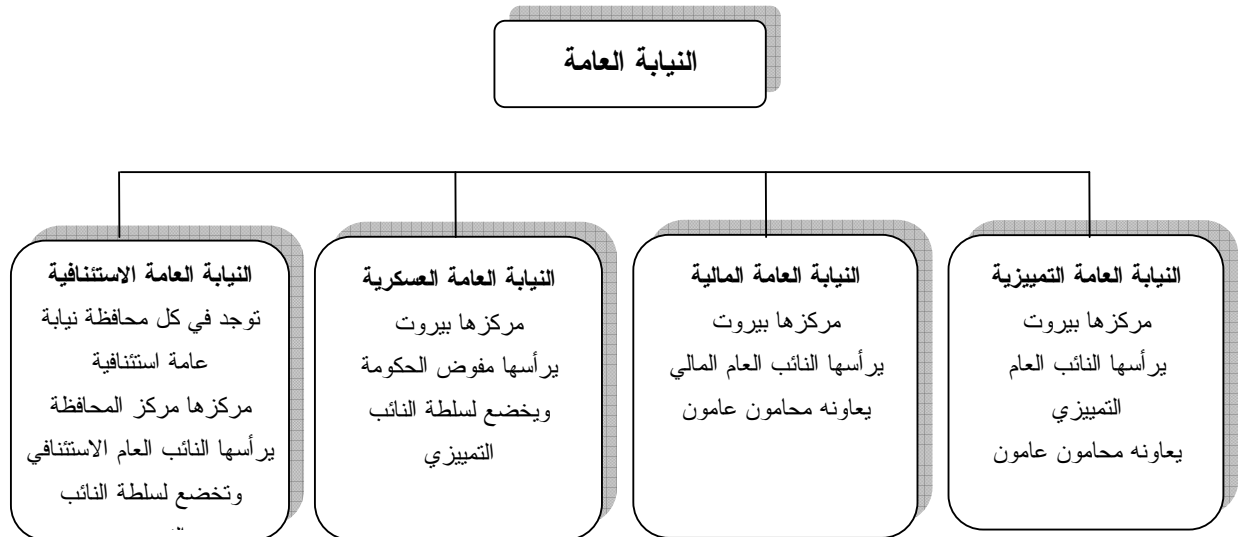 النيابة العامة
النيابة العامة التمييزية
مركزها بيروت
يرأسها النائب العام
التمييزي
يعاونه محامون عامون
النيابة العامة المالية
مركزها بيروت
يرأسها النائب العام المالي
يعاونه محامون عامون
النيابة العامة العسكرية
مركزها بيروت
يرأسها مفوض الحكومة
ويخضع لسلطة النائب
التمييزي
النيابة العامة الاستئنافية
توجد في كل محافظة نيابة
عامة استئنافية
مركزها مركز المحافظة
يرأسها النائب العام الاستئنافي
وتخضع لسلطة النائب